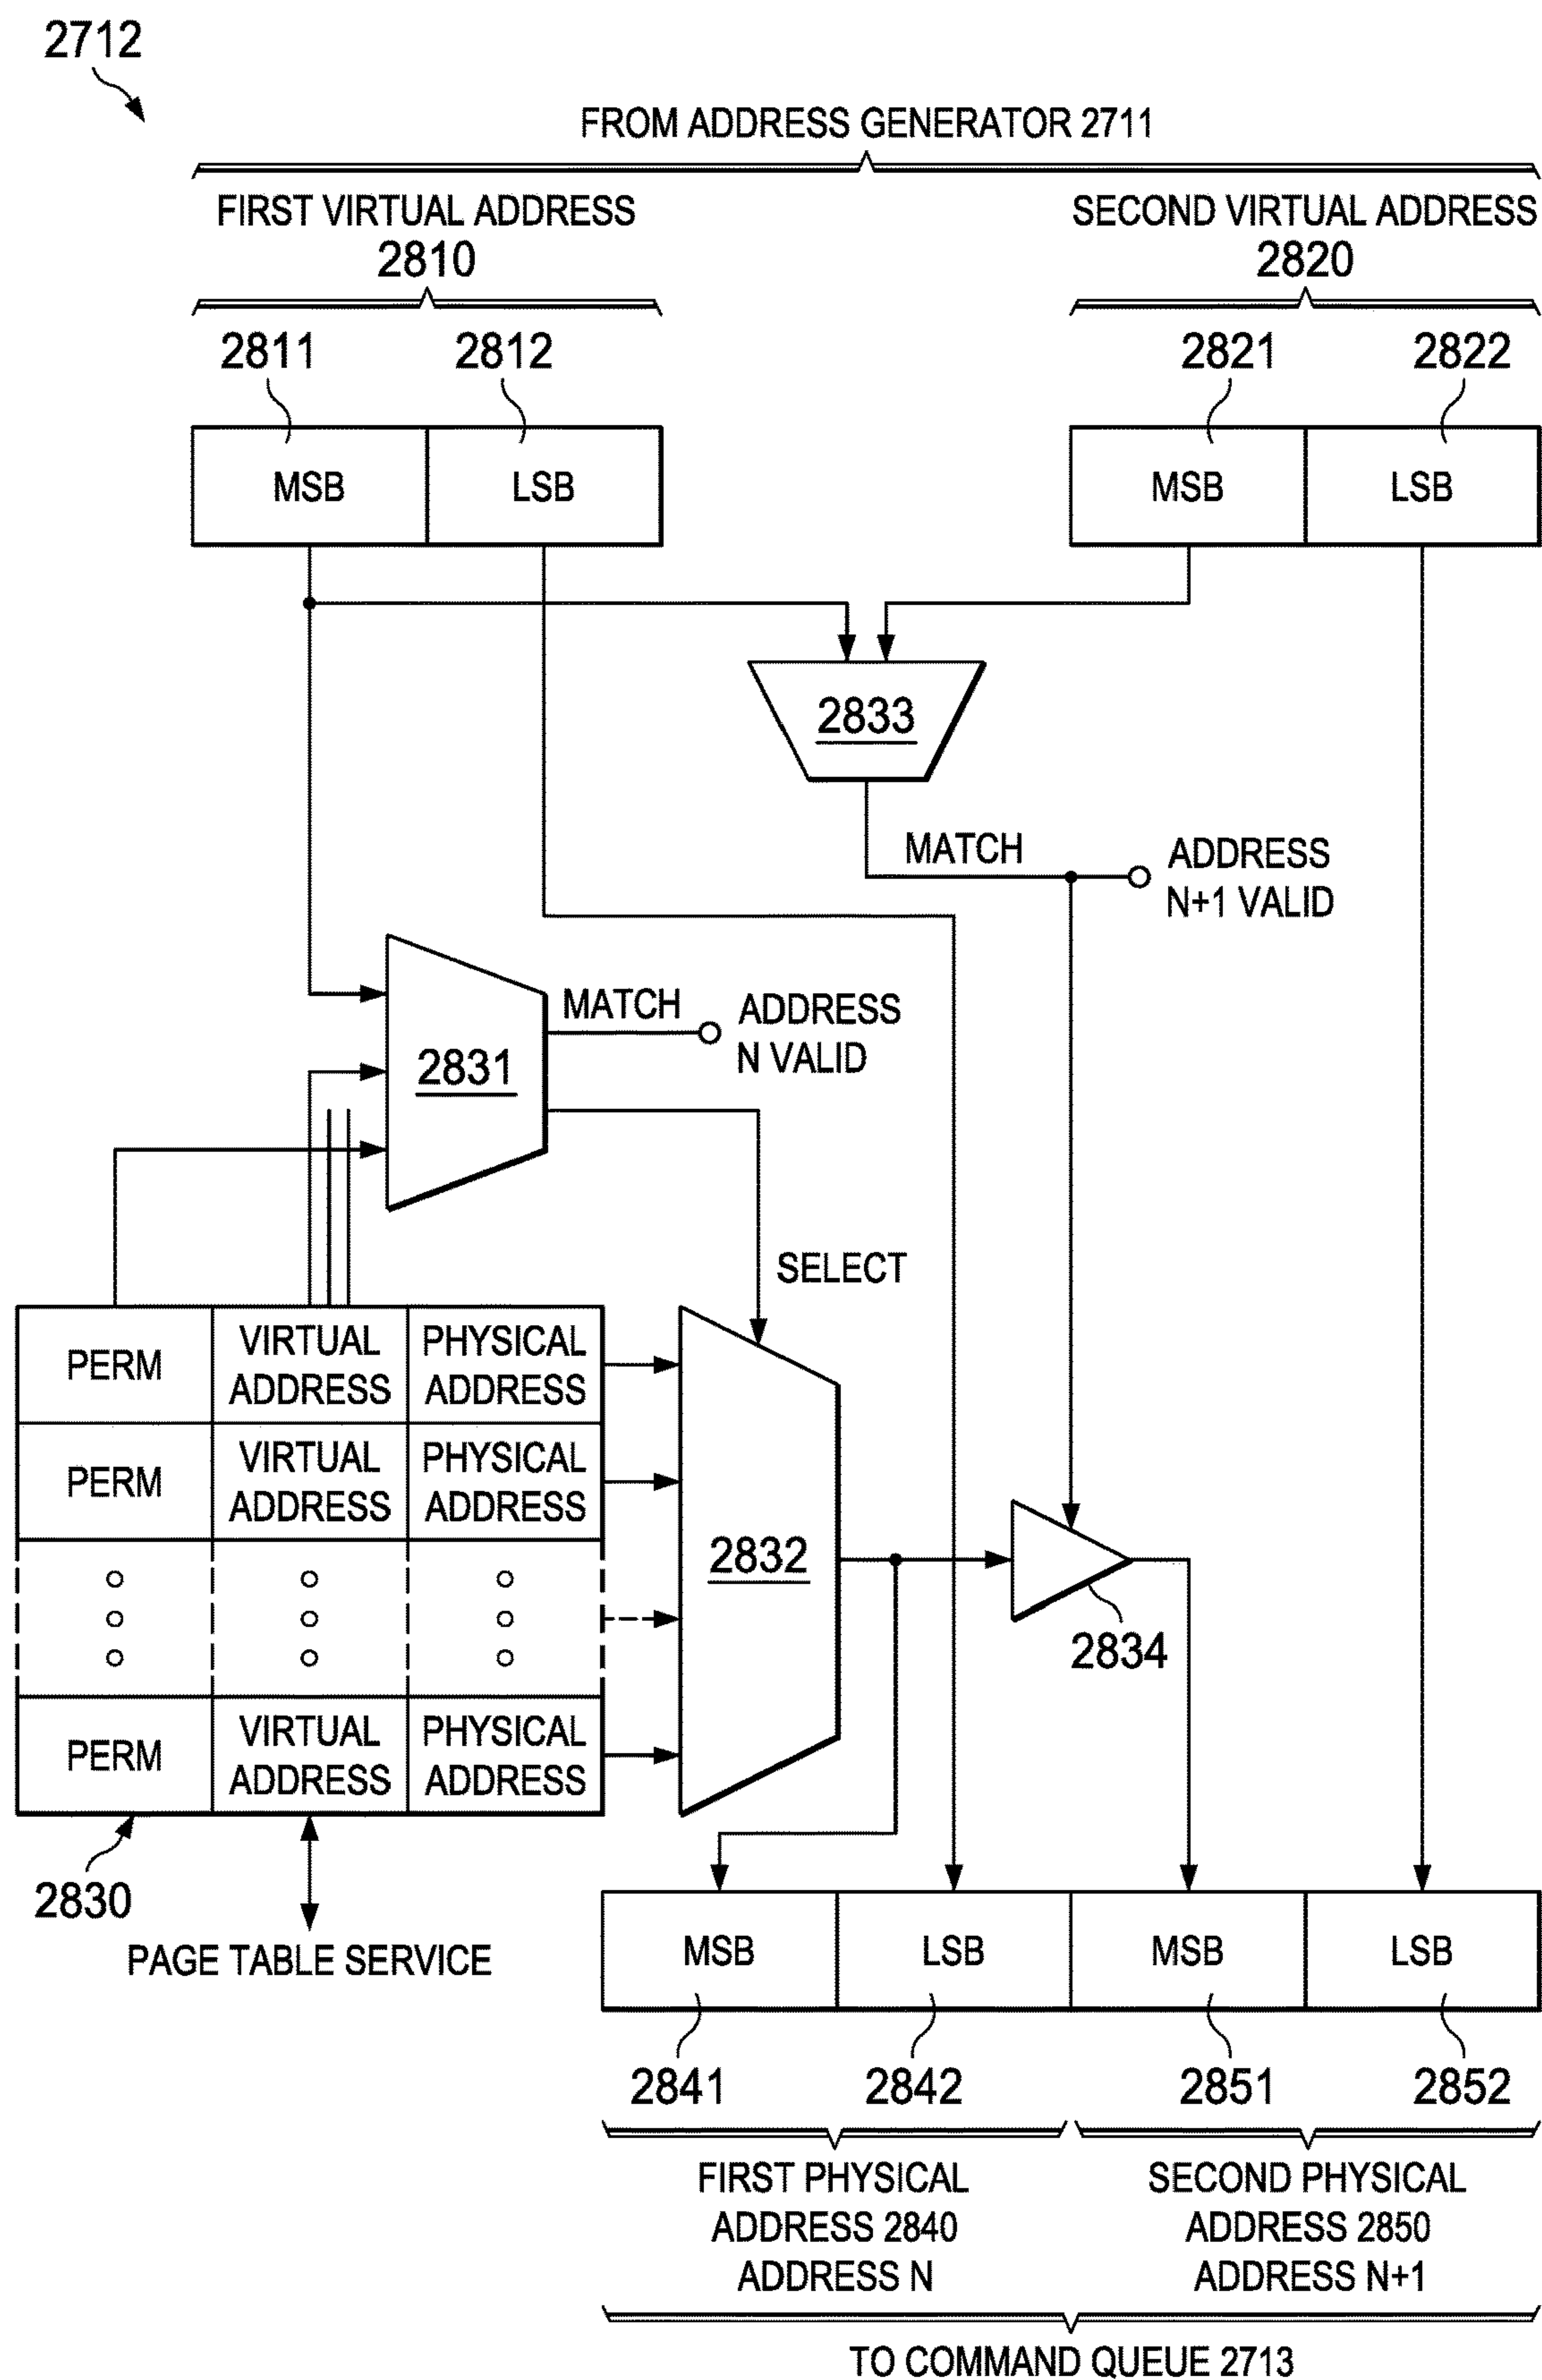 2712
FROM ADDRESS GENERATOR 2711
FIRST VIRTUAL ADDRESS
2810
SECOND VIRTUAL ADDRESS
2820
2811
2812
2821
2822
MSB
LSB
MSB
LSB
2833
MATCH
ADDRESS
N+1 VALID
MATCH
ADDRESS
N VALID
2831
SELECT
PERM
VIRTUAL
ADDRESS
PHYSICAL
ADDRESS
PERM
VIRTUAL
ADDRESS
PHYSICAL
ADDRESS
2832
2834
PERM
VIRTUAL
ADDRESS
PHYSICAL
ADDRESS
2830
PAGE TABLE SERVICE
MSB
LSB
MSB
LSB
2841
2842
2851
2852
FIRST PHYSICAL
ADDRESS 2840
ADDRESS N
SECOND PHYSICAL
ADDRESS 2850
ADDRESS N+1
TO COMMAND QUEUE 2713